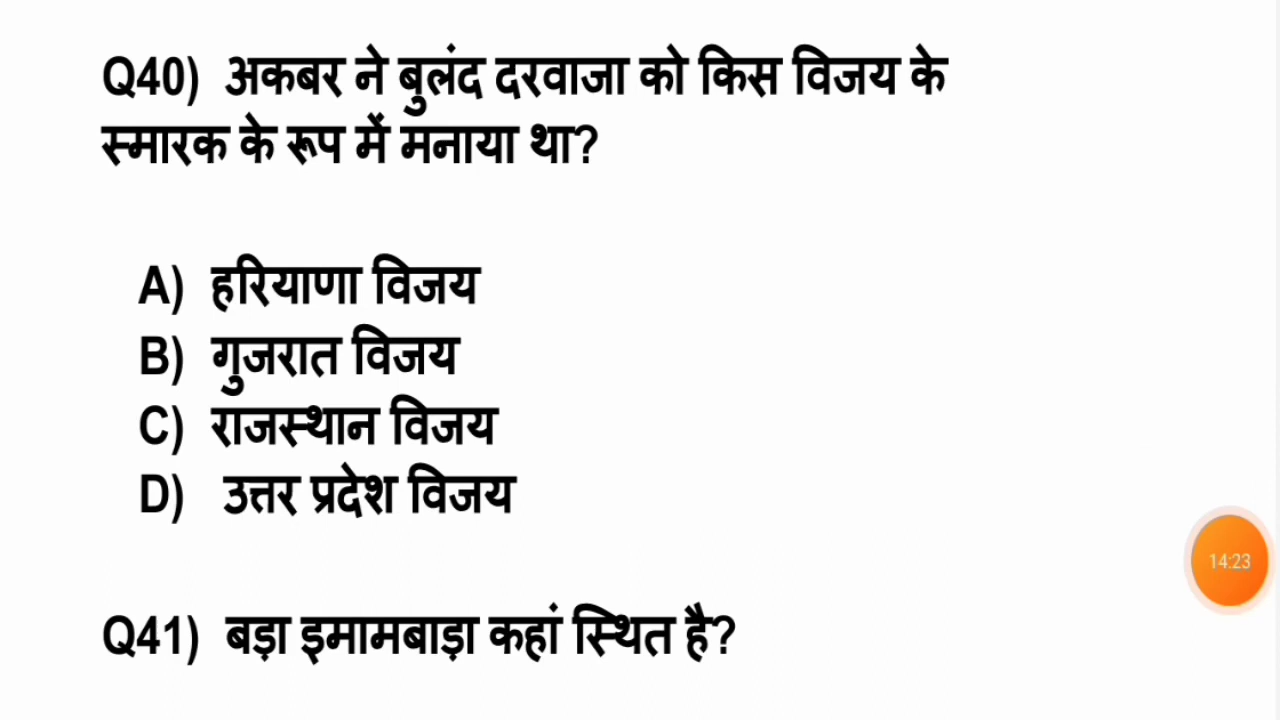 Q40) अकबर ने बुलंद दरवाजा को किस विजय के
स्मारक के रूप में मनाया था?
A) हरियाणा विजय
B) गुजरात विजय
C) राजस्थान विजय
D) उत्तर प्रदेश विजय
14:23
Q41) बड़ा इमामबाड़ा कहां स्थित है?